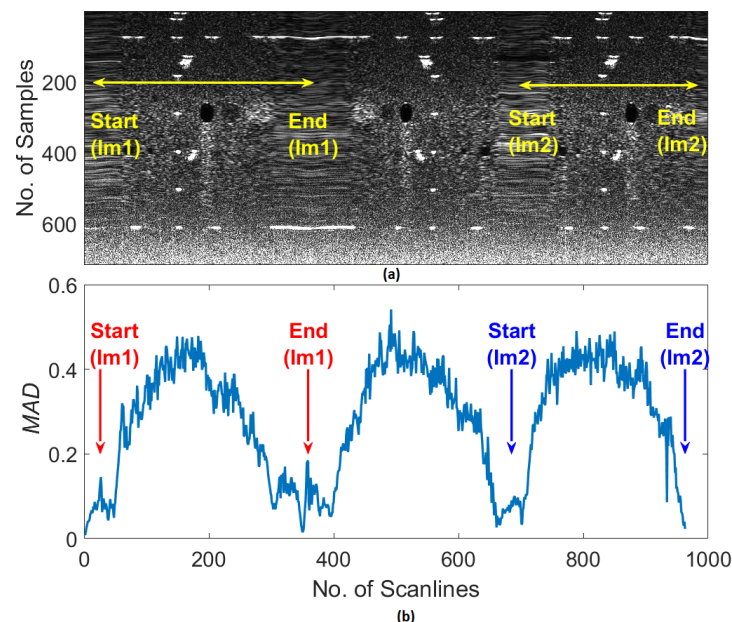 200
400
600
No. of Samples
Start
(Im1)
End
(Im1)
Start
(Im2)
End
(Im2)
(a)
0.6
0.4
0.2
0
MAD
Start
(Im1)
End
(Im1)
Start
(Im2)
End
(Im2)
0
200
400
600
800
1000
No. of Scanlines
(b)